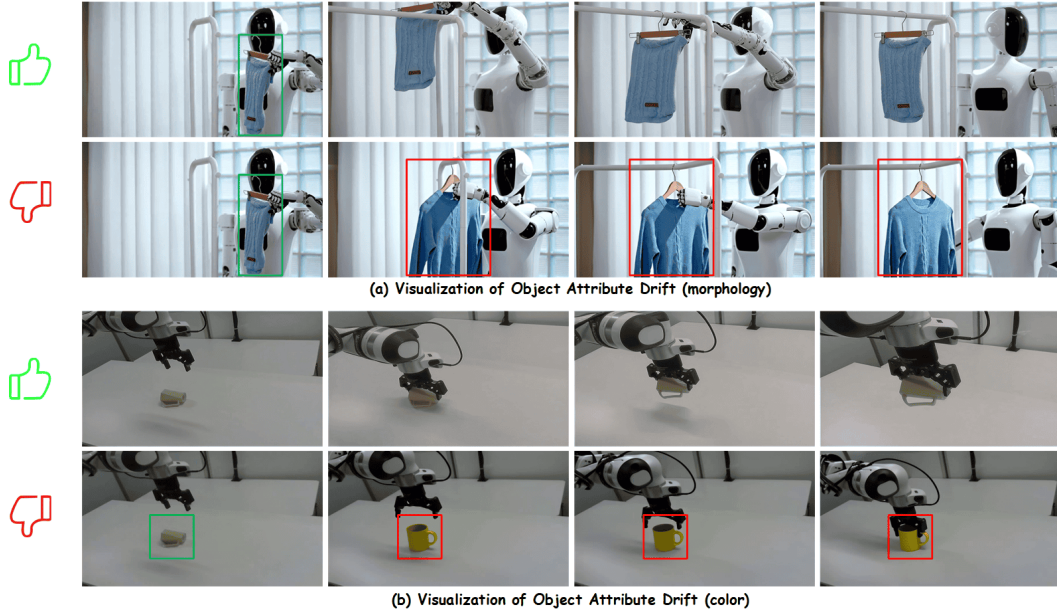 (a) Visualization of Object Attribute Drift (morphology)
(b) Visualization of Object Attribute Drift (color)